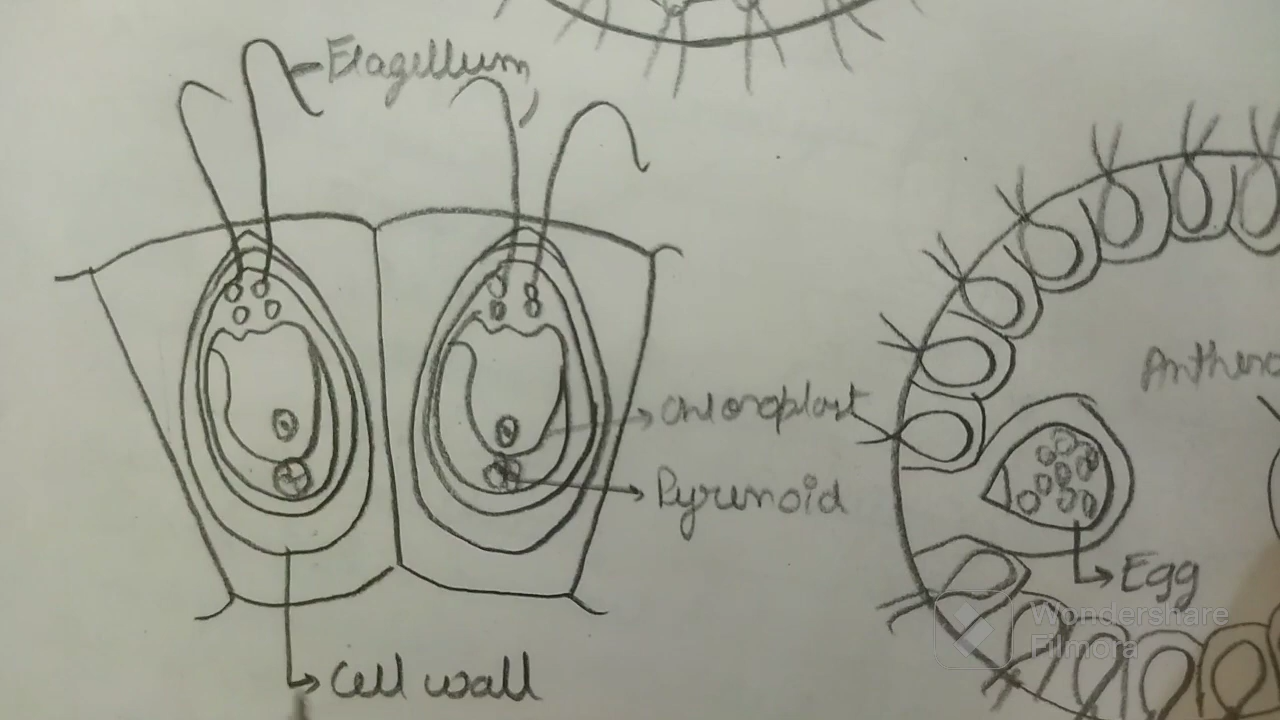 Flagellum
Chloroplast
Pyrenoid
Egg
Cell wall
Wondershare
Filmora